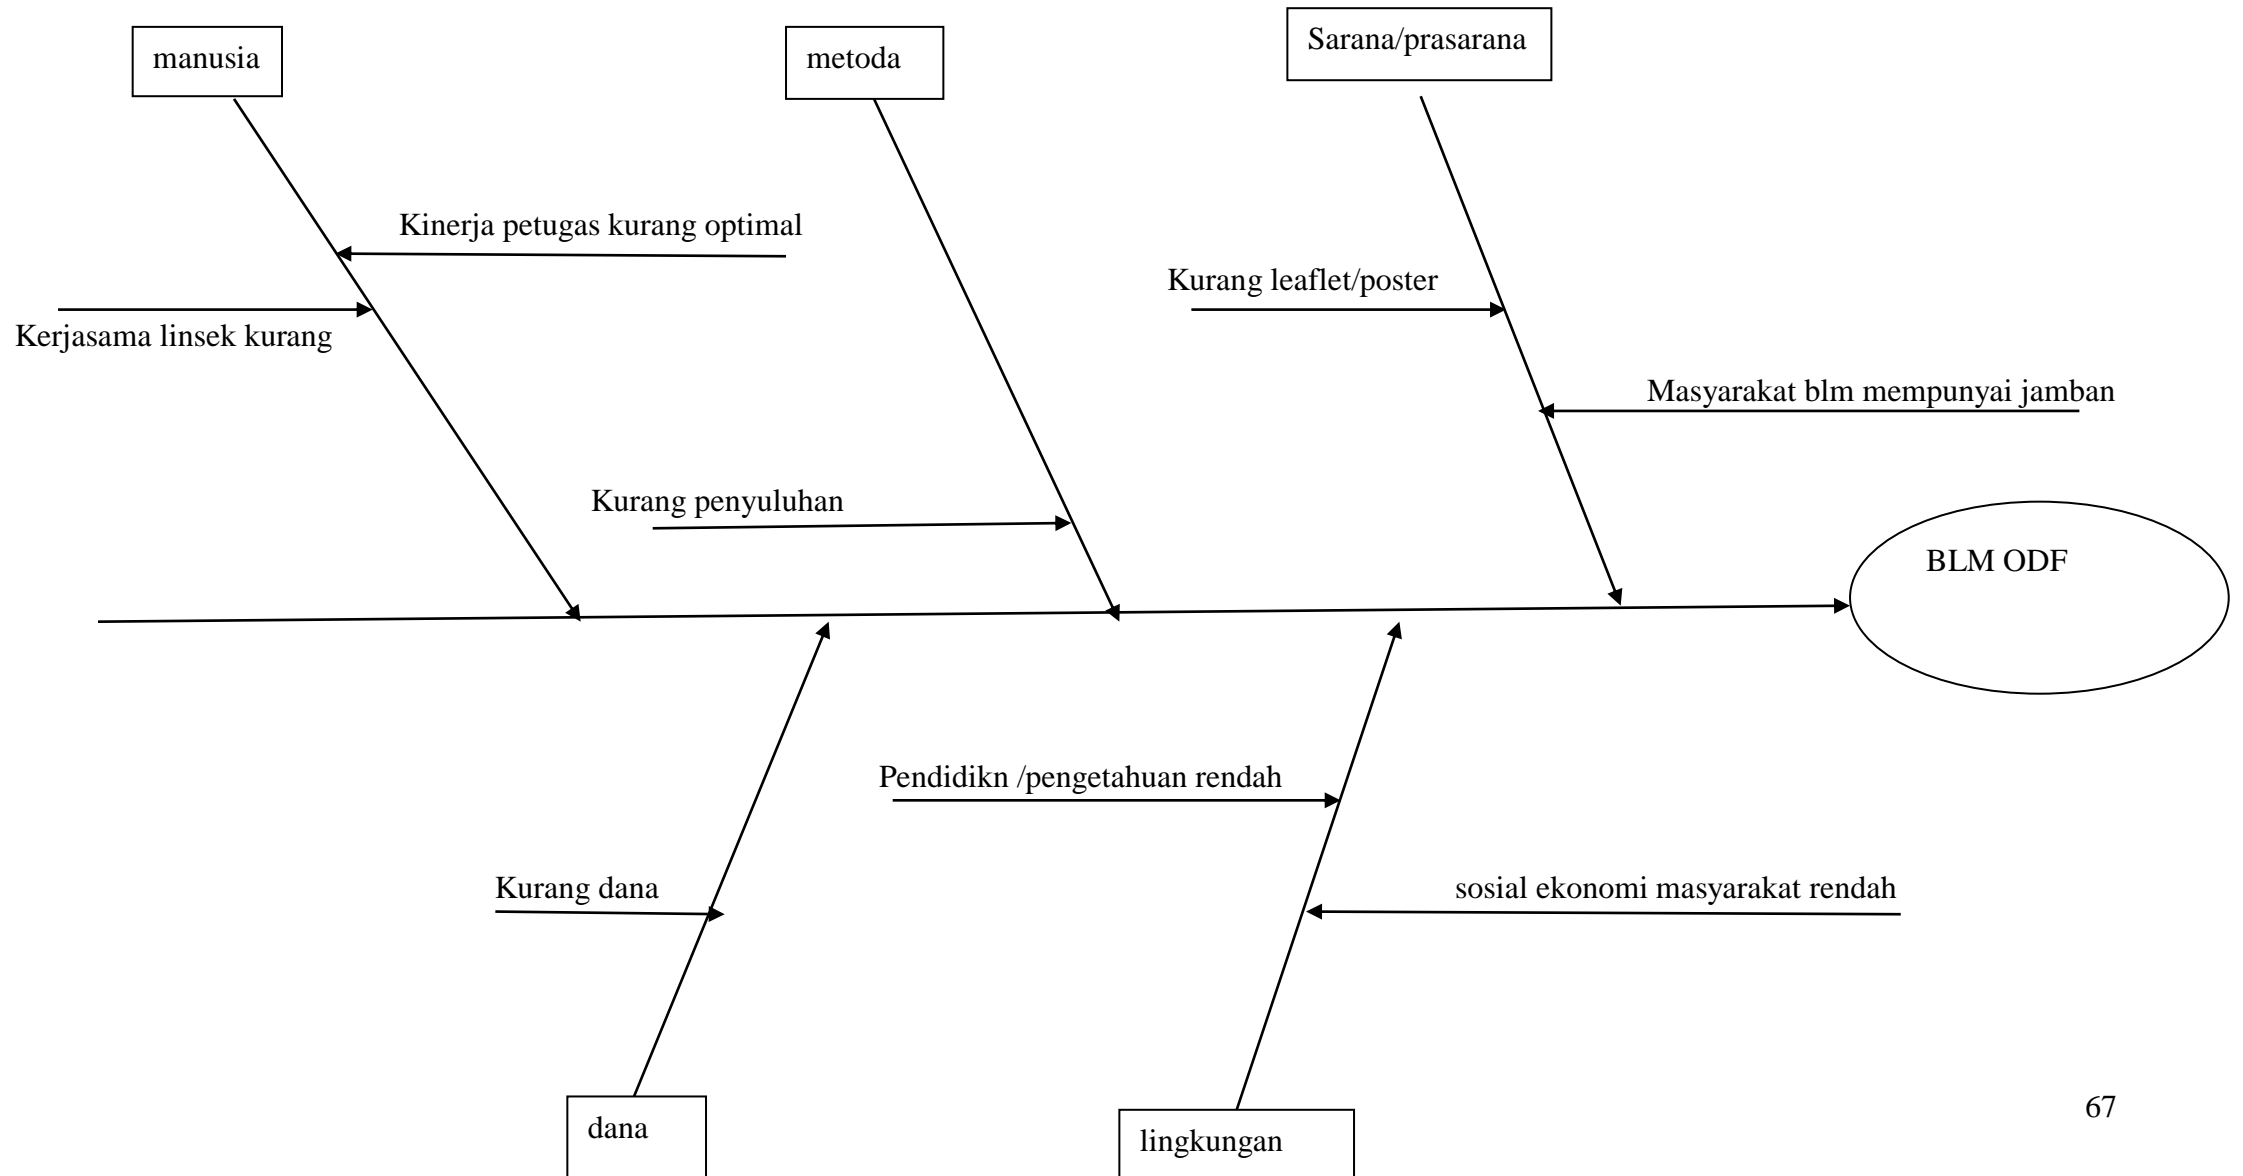 manusia
metoda
Sarana/prasarana
Kinerja petugas kurang optimal
Kurang leaflet/poster
Kerjasama linsek kurang
Masyarakat blm mempunyai jamban
Kurang penyuluhan
BLM ODF
Pendidikn /pengetahuan rendah
Kurang dana
sosial ekonomi masyarakat rendah
67
dana
lingkungan